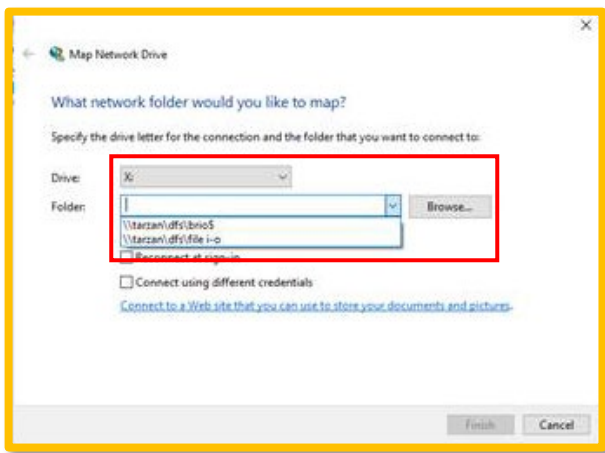 Map Network Drive
What network folder would you like to map?
Specify the drive letter for the connection and the folder that you want to connect to:
Drive: X:
Folder: Browse...
\\tarzan\dfs\brio$
\\tarzan\dfs\file i-o
Reconnect at sign-in
Connect using different credentials
Connect to a Web site that you can use to store your documents and pictures.
Finish Cancel